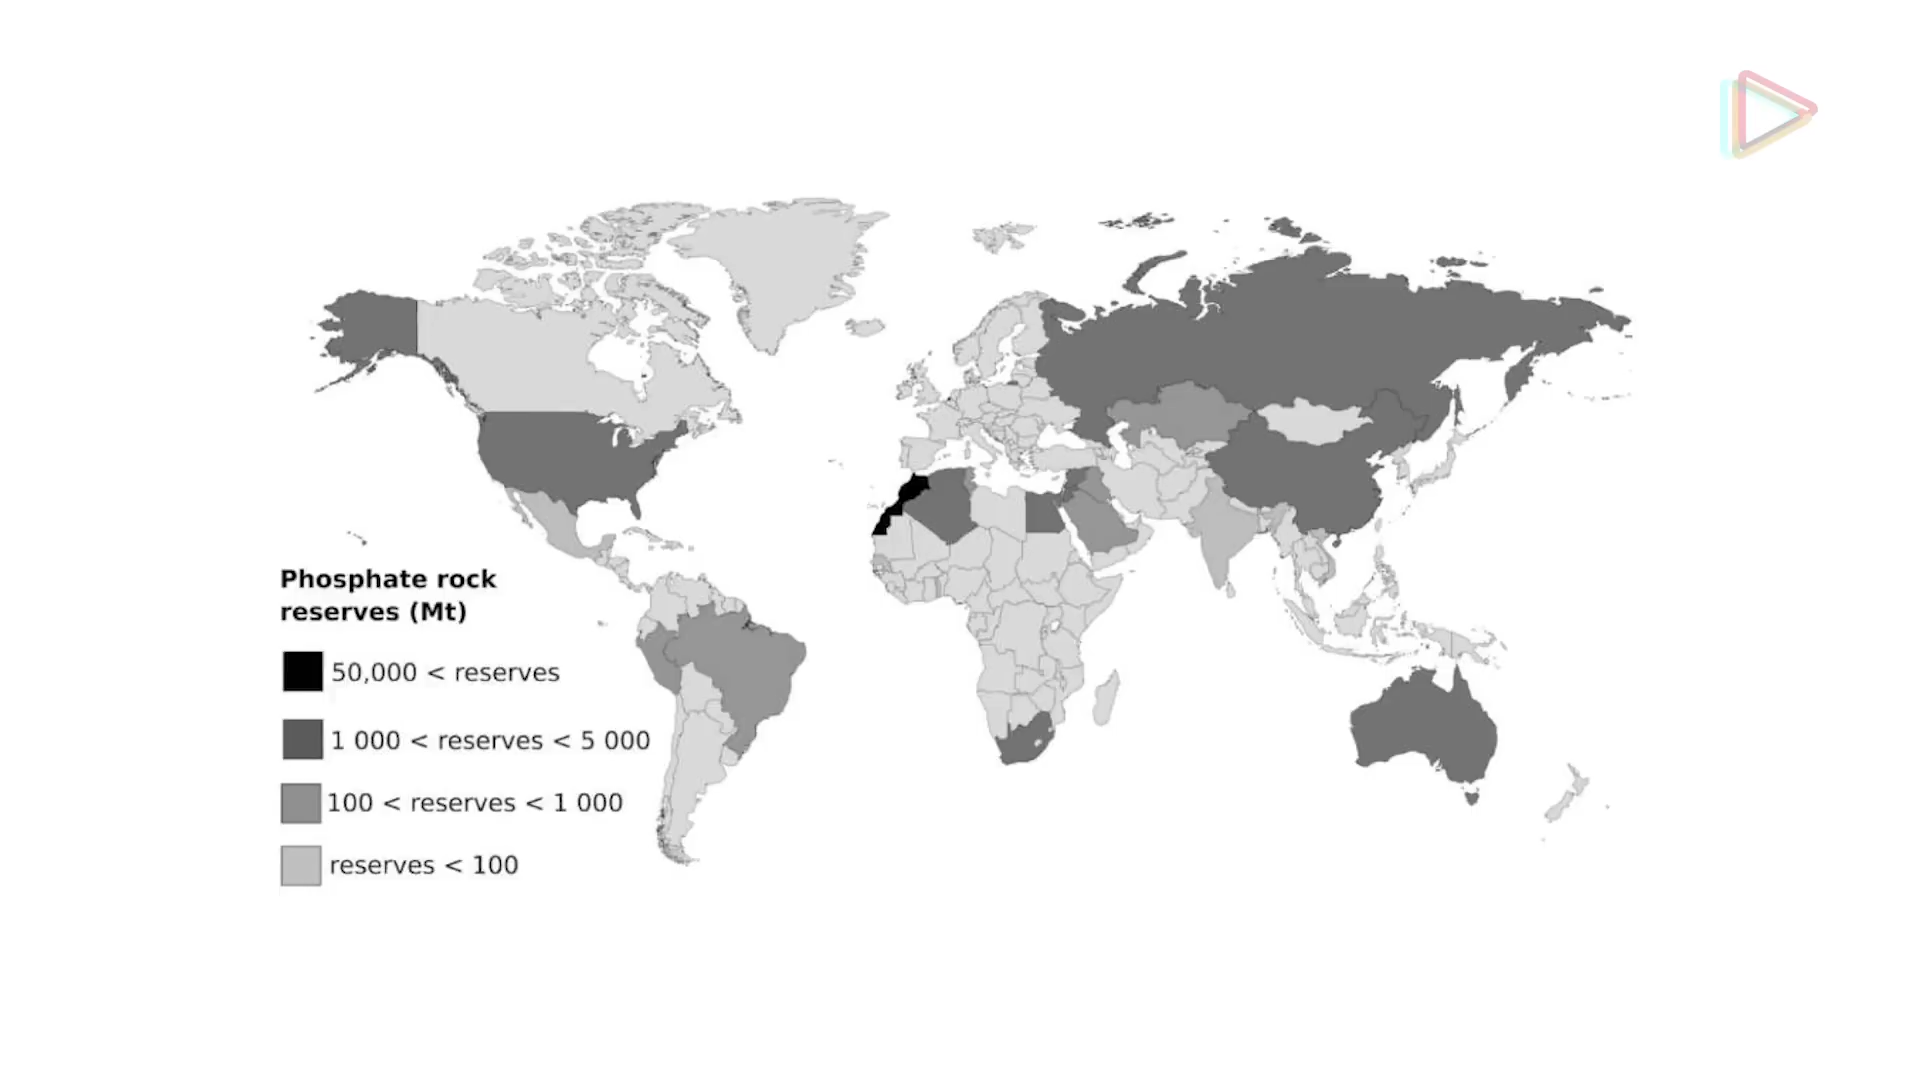 Phosphate rock
reserves (Mt)
50,000 < reserves
1 000 < reserves < 5 000
100 < reserves < 1 000
reserves < 100